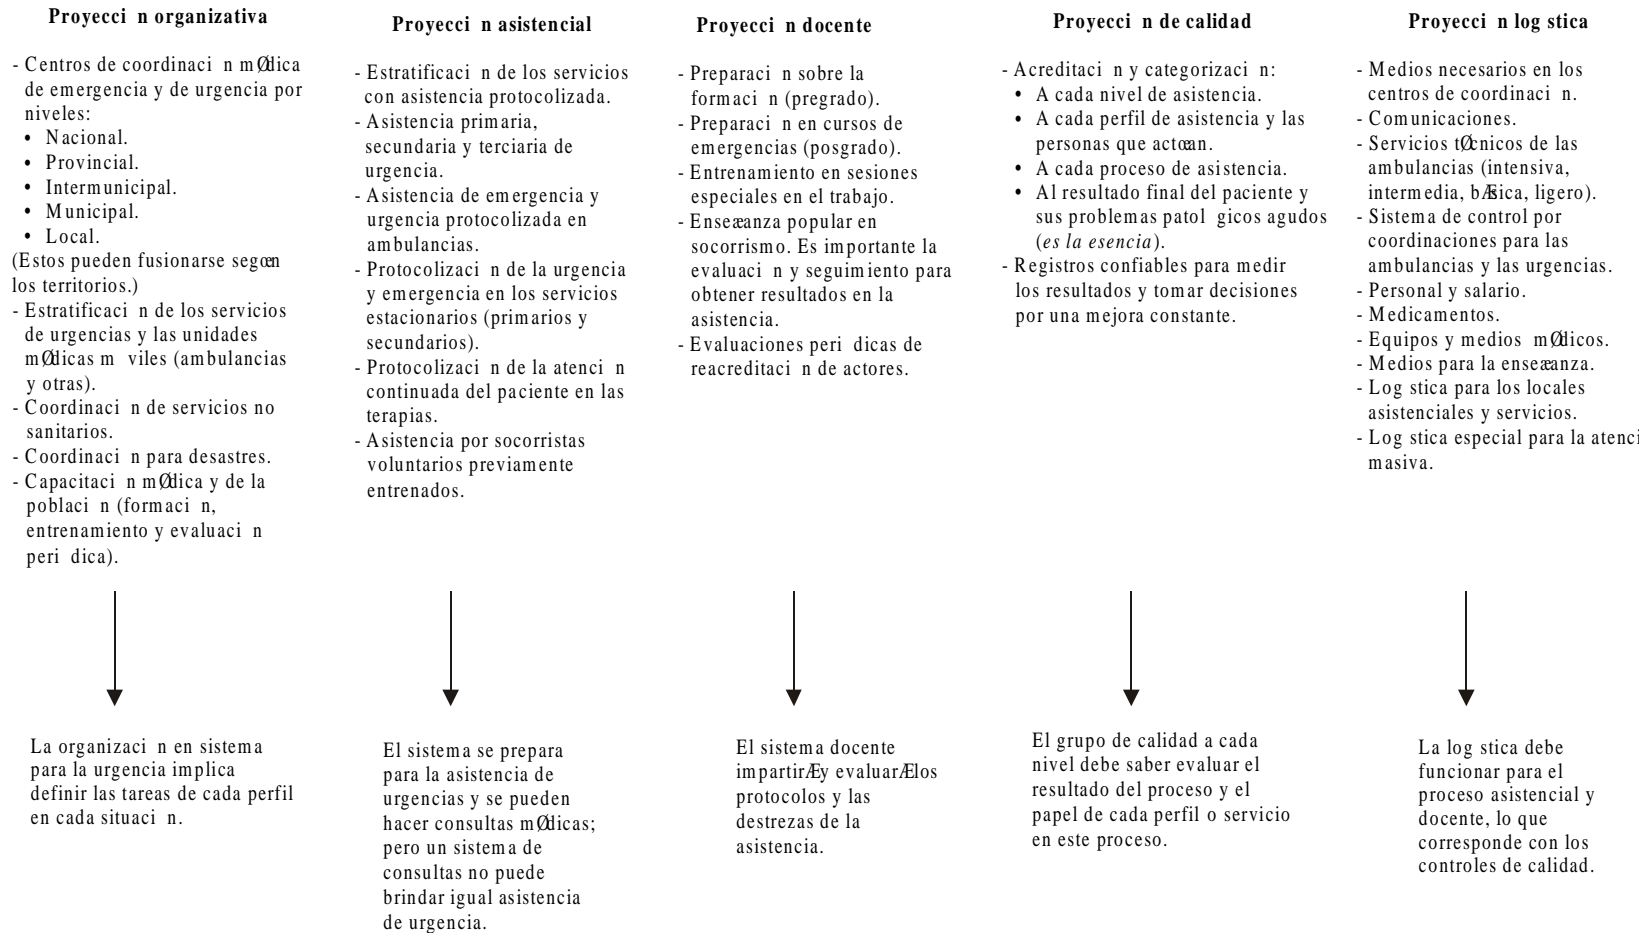 Proyecci n organizativa
- Centros de coordinaci n mØdica
de emergencia y de urgencia por
niveles:
• Nacional.
• Provincial.
• Intermunicipal.
• Municipal.
• Local.
(Estos pueden fusionarse segœn
los territorios.)
- Estratificaci n de los servicios
de urgencias y las unidades
mØdicas m viles (ambulancias
y otras).
- Coordinaci n de servicios no
sanitarios.
- Coordinaci n para desastres.
- Capacitaci n mØdica y de la
poblaci n (formaci n,
entrenamiento y evaluaci n
peri dica).
La organizaci n en sistema
para la urgencia implica
definir las tareas de cada perfil
en cada situaci n.
Proyecci n asistencial
- Estratificaci n de los servicios
con asistencia protocolizada.
- Asistencia primaria,
secundaria y terciaria de
urgencia.
- Asistencia de emergencia y
urgencia protocolizada en
ambulancias.
- Protocolizaci n de la urgencia
y emergencia en los servicios
estacionarios (primarios y
secundarios).
- Protocolizaci n de la atenci n
continuada del paciente en las
terapias.
- Asistencia por socorristas
voluntarios previamente
entrenados.
El sistema se prepara
para la asistencia de
urgencias y se pueden
hacer consultas mØdicas;
pero un sistema de
consultas no puede
brindar igual asistencia
de urgencia.
Proyecci n docente
- Preparaci n sobre la
formaci n (pregrado).
- Preparaci n en cursos de
emergencias (posgrado).
- Entrenamiento en sesiones
especiales en el trabajo.
- Enseæanza popular en
socorrismo. Es importante la
evaluaci n y seguimiento para
obtener resultados en la
asistencia.
- Evaluaciones peri dicas de
reacreditaci n de actores.
El sistema docente
impartirÆ y evaluarÆ los
protocolos y las
destrezas de la
asistencia.
Proyecci n de calidad
- Acreditaci n y categorizaci n:
• A cada nivel de asistencia.
• A cada perfil de asistencia y las
personas que actœan.
• A cada proceso de asistencia.
• Al resultado final del paciente y
sus problemas patol gicos agudos
(es la esencia).
- Registros confiables para medir
los resultados y tomar decisiones
por una mejora constante.
El grupo de calidad a cada
nivel debe saber evaluar el
resultado del proceso y el
papel de cada perfil o servicio
en este proceso.
Proyecci n log stica
- Medios necesarios en los
centros de coordinaci n.
- Comunicaciones.
- Servicios tØcnicos de las
ambulancias (intensiva,
intermedia, bÆsica, ligero).
- Sistema de control por
coordinaciones para las
ambulancias y las urgencias.
- Personal y salario.
- Medicamentos.
- Equipos y medios mØdicos.
- Medios para la enseæanza.
- Log stica para los locales
asistenciales y servicios.
- Log stica especial para la atenci
masiva.
La log stica debe
funcionar para el
proceso asistencial y
docente, lo que
corresponde con los
controles de calidad.